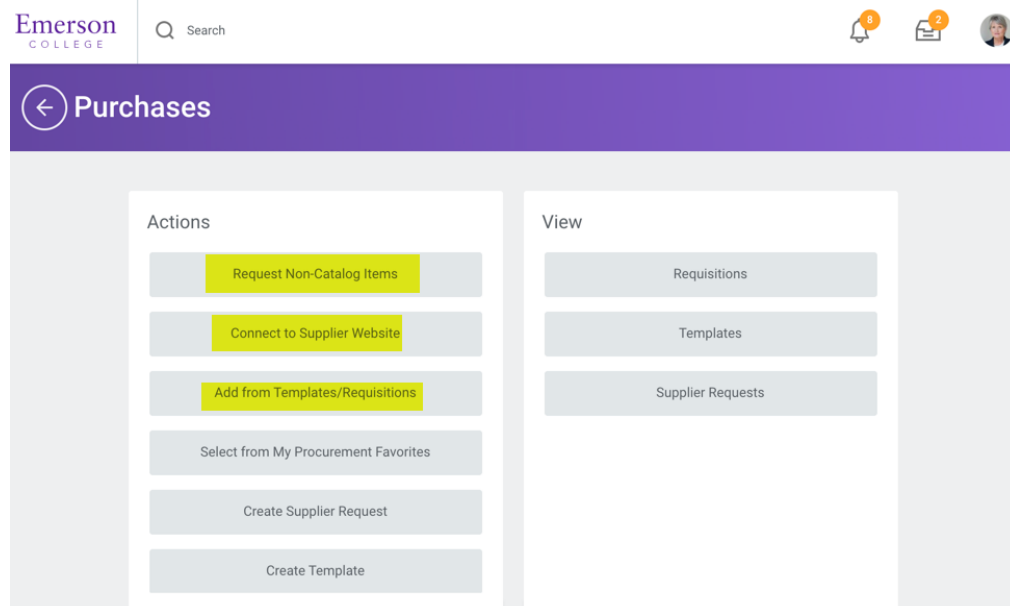 Emerson
COLLEGE
Search
8
2
Purchases
Actions
Request Non-Catalog Items
Connect to Supplier Website
Add from Templates/Requisitions
Select from My Procurement Favorites
Create Supplier Request
Create Template
View
Requisitions
Templates
Supplier Requests